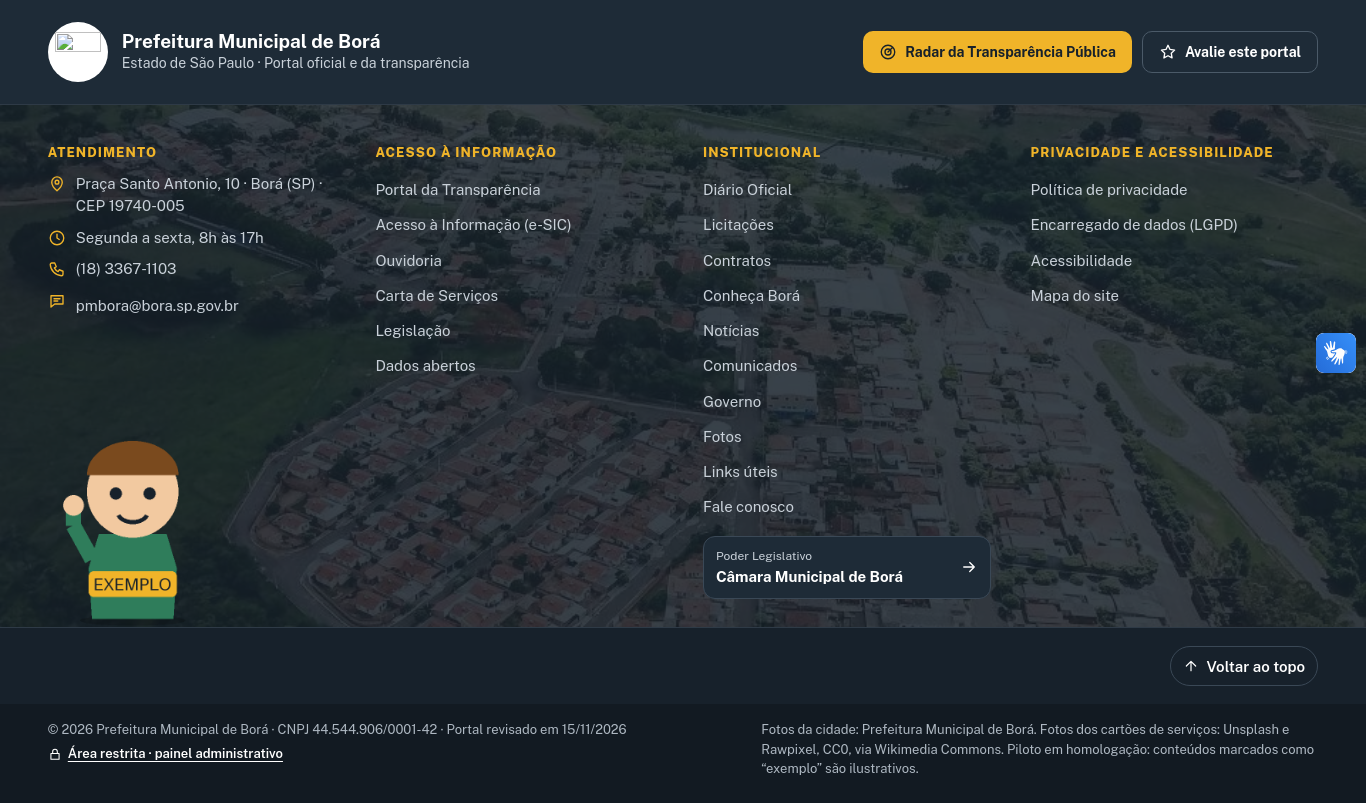 Prefeitura Municipal de Borá
Estado de São Paulo · Portal oficial e da transparência
Radar da Transparência Pública
Avalie este portal
ATENDIMENTO
Praça Santo Antonio, 10 · Borá (SP) ·
CEP 19740-005
Segunda a sexta, 8h às 17h
(18) 3367-1103
pmbora@bora.sp.gov.br
EXEMPLO
ACESSO À INFORMAÇÃO
Portal da Transparência
Acesso à Informação (e-SIC)
Ouvidoria
Carta de Serviços
Legislação
Dados abertos
INSTITUCIONAL
Diário Oficial
Licitações
Contratos
Conheça Borá
Notícias
Comunicados
Governo
Fotos
Links úteis
Fale conosco
Poder Legislativo
Câmara Municipal de Borá
PRIVACIDADE E ACESSIBILIDADE
Política de privacidade
Encarregado de dados (LGPD)
Acessibilidade
Mapa do site
Voltar ao topo
© 2026 Prefeitura Municipal de Borá · CNPJ 44.544.906/0001-42 · Portal revisado em 15/11/2026
Área restrita · painel administrativo
Fotos da cidade: Prefeitura Municipal de Borá. Fotos dos cartões de serviços: Unsplash e
Rawpixel, CC0, via Wikimedia Commons. Piloto em homologação: conteúdos marcados como
“exemplo” são ilustrativos.